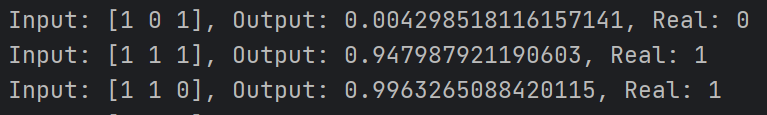 Input: [1 0 1], Output: 0.004298518116157141, Real: 0
Input: [1 1 1], Output: 0.947987921190603, Real: 1
Input: [1 1 0], Output: 0.9963265088420115, Real: 1